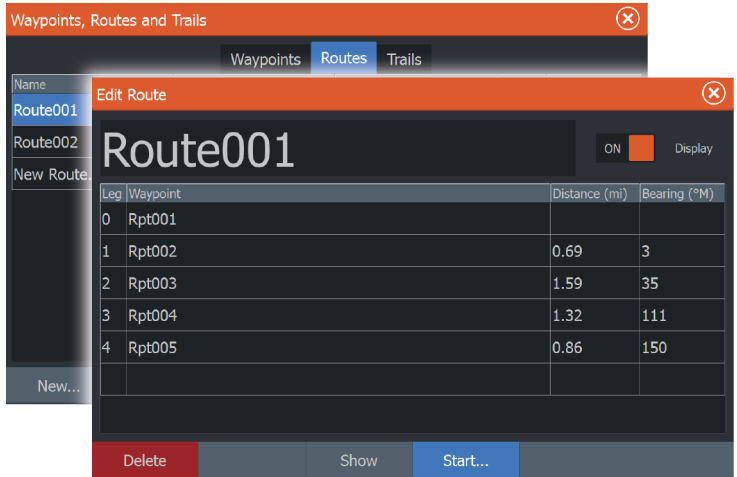 Waypoints, Routes and Trails
Waypoints Routes Trails
Name
Route001
Route002
New Route.
New...
Edit Route
Route001
ON Display
Leg Waypoint Distance (mi) Bearing (°M)
0 Rpt001
1 Rpt002 0.69 3
2 Rpt003 1.59 35
3 Rpt004 1.32 111
4 Rpt005 0.86 150
Delete Show Start...